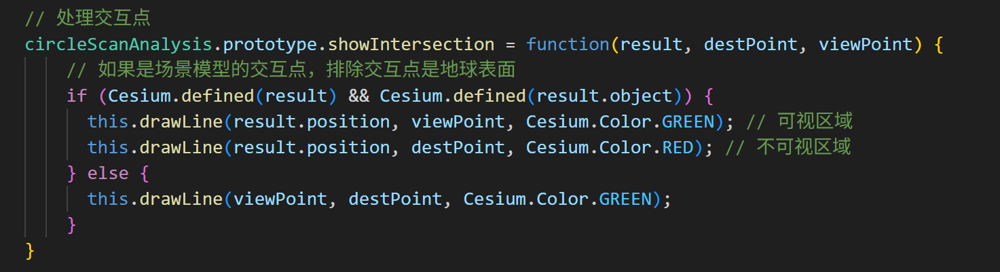 // 处理交互点
circleScanAnalysis.prototype.showIntersection = function(result, destPoint, viewPoint) {
// 如果是场景模型的交互点，排除交互点是地球表面
if (Cesium.defined(result) && Cesium.defined(result.object)) {
this.drawLine(result.position, viewPoint, Cesium.Color.GREEN); // 可视区域
this.drawLine(result.position, destPoint, Cesium.Color.RED); // 不可视区域
} else {
this.drawLine(viewPoint, destPoint, Cesium.Color.GREEN);
}
}